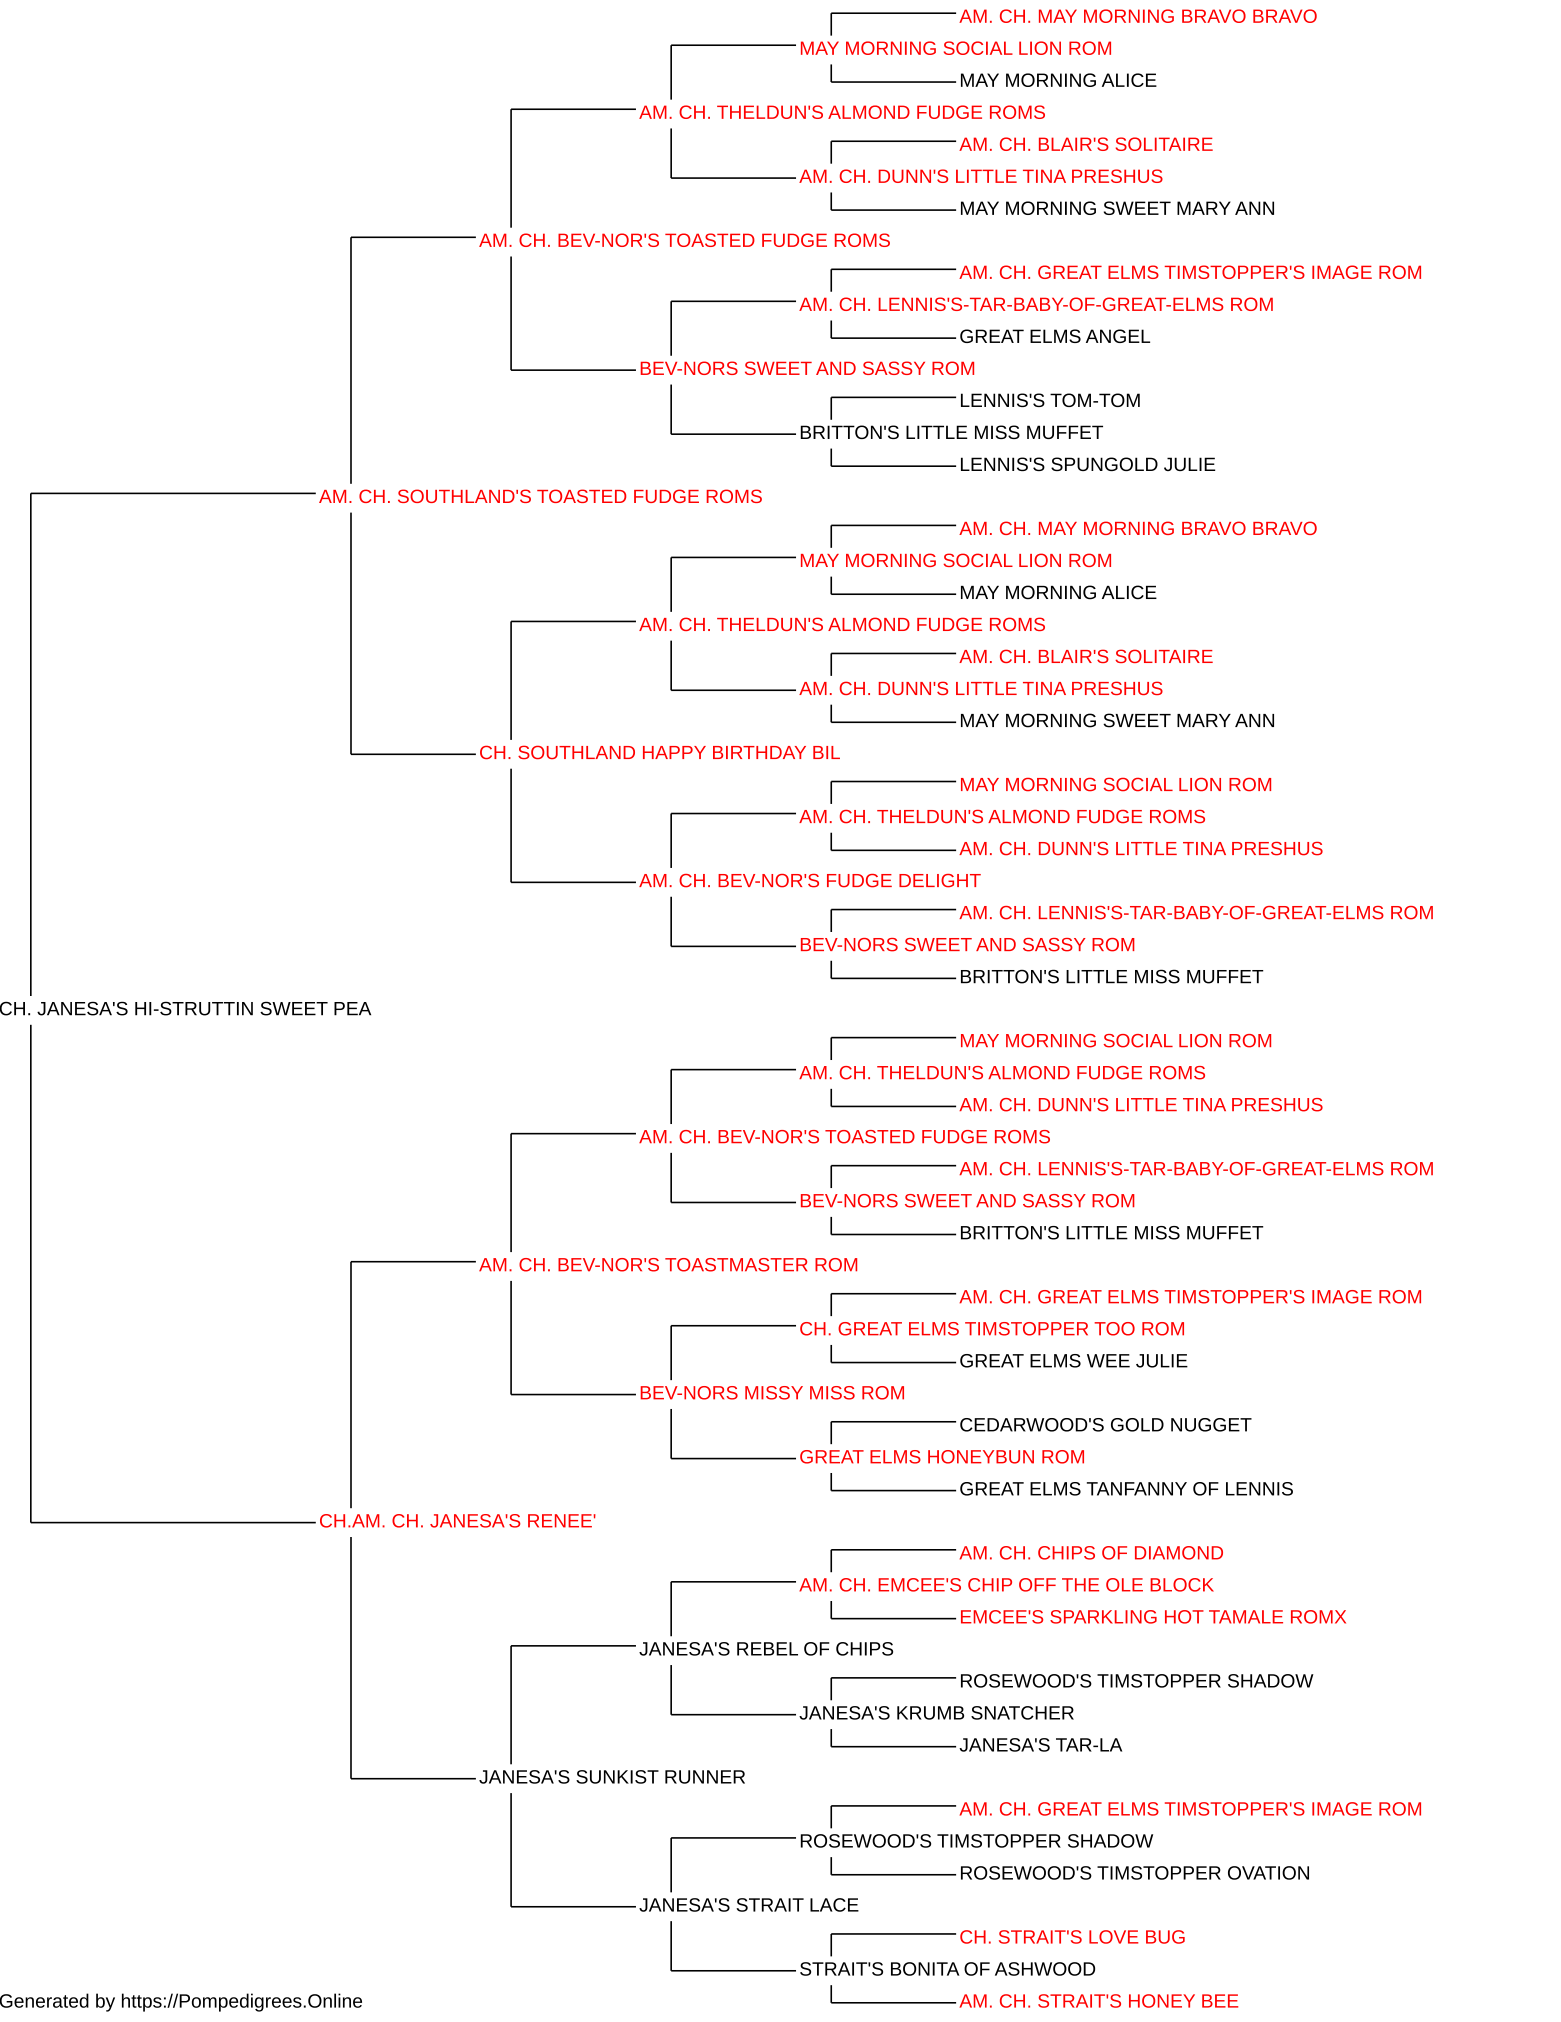 AM. CH. MAY MORNING BRAVO BRAVO
MAY MORNING SOCIAL LION ROM
MAY MORNING ALICE
AM. CH. THELDUN'S ALMOND FUDGE ROMS
AM. CH. BLAIR'S SOLITAIRE
AM. CH. DUNN'S LITTLE TINA PRESHUS
MAY MORNING SWEET MARY ANN
AM. CH. BEV-NOR'S TOASTED FUDGE ROMS
AM. CH. GREAT ELMS TIMSTOPPER'S IMAGE ROM
AM. CH. LENNIS'S-TAR-BABY-OF-GREAT-ELMS ROM
GREAT ELMS ANGEL
BEV-NORS SWEET AND SASSY ROM
LENNIS'S TOM-TOM
BRITTON'S LITTLE MISS MUFFET
LENNIS'S SPUNGOLD JULIE
AM. CH. SOUTHLAND'S TOASTED FUDGE ROMS
AM. CH. MAY MORNING BRAVO BRAVO
MAY MORNING SOCIAL LION ROM
MAY MORNING ALICE
AM. CH. THELDUN'S ALMOND FUDGE ROMS
AM. CH. BLAIR'S SOLITAIRE
AM. CH. DUNN'S LITTLE TINA PRESHUS
MAY MORNING SWEET MARY ANN
CH. SOUTHLAND HAPPY BIRTHDAY BIL
MAY MORNING SOCIAL LION ROM
AM. CH. THELDUN'S ALMOND FUDGE ROMS
AM. CH. DUNN'S LITTLE TINA PRESHUS
AM. CH. BEV-NOR'S FUDGE DELIGHT
AM. CH. LENNIS'S-TAR-BABY-OF-GREAT-ELMS ROM
BEV-NORS SWEET AND SASSY ROM
BRITTON'S LITTLE MISS MUFFET
CH. JANESA'S HI-STRUTTIN SWEET PEA
MAY MORNING SOCIAL LION ROM
AM. CH. THELDUN'S ALMOND FUDGE ROMS
AM. CH. DUNN'S LITTLE TINA PRESHUS
AM. CH. BEV-NOR'S TOASTED FUDGE ROMS
AM. CH. LENNIS'S-TAR-BABY-OF-GREAT-ELMS ROM
BEV-NORS SWEET AND SASSY ROM
BRITTON'S LITTLE MISS MUFFET
AM. CH. BEV-NOR'S TOASTMASTER ROM
AM. CH. GREAT ELMS TIMSTOPPER'S IMAGE ROM
CH. GREAT ELMS TIMSTOPPER TOO ROM
GREAT ELMS WEE JULIE
BEV-NORS MISSY MISS ROM
CEDARWOOD'S GOLD NUGGET
GREAT ELMS HONEYBUN ROM
GREAT ELMS TANFANNY OF LENNIS
CH.AM. CH. JANESA'S RENEE'
AM. CH. CHIPS OF DIAMOND
AM. CH. EMCEE'S CHIP OFF THE OLE BLOCK
EMCEE'S SPARKLING HOT TAMALE ROMX
JANESA'S REBEL OF CHIPS
ROSEWOOD'S TIMSTOPPER SHADOW
JANESA'S KRUMB SNATCHER
JANESA'S TAR-LA
JANESA'S SUNKIST RUNNER
AM. CH. GREAT ELMS TIMSTOPPER'S IMAGE ROM
ROSEWOOD'S TIMSTOPPER SHADOW
ROSEWOOD'S TIMSTOPPER OVATION
JANESA'S STRAIT LACE
CH. STRAIT'S LOVE BUG
STRAIT'S BONITA OF ASHWOOD
AM. CH. STRAIT'S HONEY BEE
Generated by https://Pompedigrees.Online